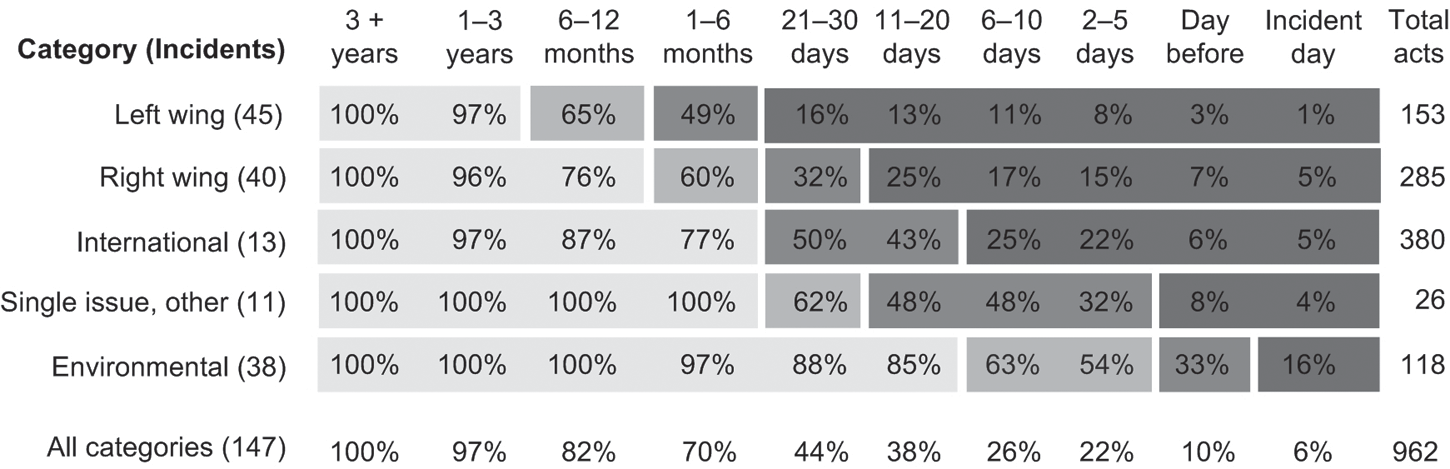 Category (Incidents) 3 + years 1–3 years 6–12 months 1–6 months 21–30 days 11–20 days 6–10 days 2–5 days Day before Incident day Total acts
Left wing (45) 100% 97% 65% 49% 16% 13% 11% 8% 3% 1% 153
Right wing (40) 100% 96% 76% 60% 32% 25% 17% 15% 7% 5% 285
International (13) 100% 97% 87% 77% 50% 43% 25% 22% 6% 5% 380
Single issue, other (11) 100% 100% 100% 100% 62% 48% 48% 32% 8% 4% 26
Environmental (38) 100% 100% 100% 97% 88% 85% 63% 54% 33% 16% 118
All categories (147) 100% 97% 82% 70% 44% 38% 26% 22% 10% 6% 962